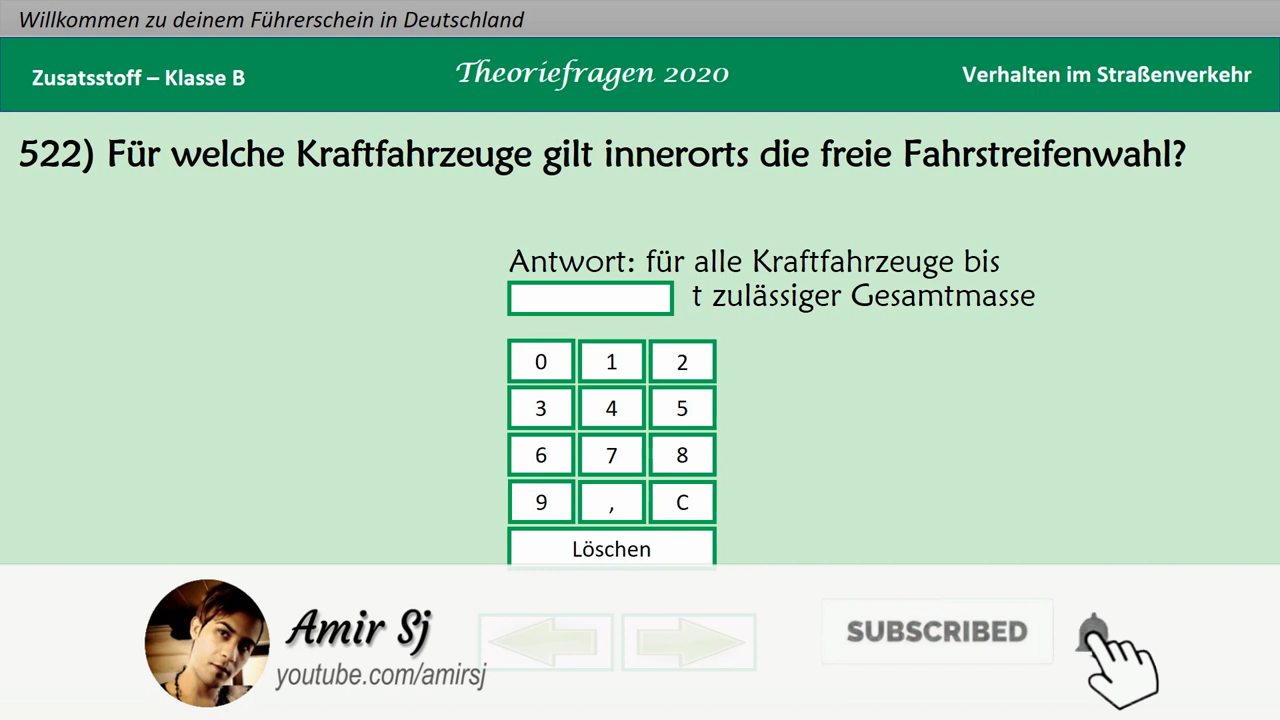 Willkommen zu deinem Führerschein in Deutschland
Zusatsstoff – Klasse B
Theoriefragen 2020
Verhalten im Straßenverkehr
522) Für welche Kraftfahrzeuge gilt innerorts die freie Fahrstreifenwahl?
Antwort: für alle Kraftfahrzeuge bis
t zulässiger Gesamtmasse
0 1 2
3 4 5
6 7 8
9 , C
Löschen
Amir Sj
youtube.com/amirsj
SUBSCRIBED